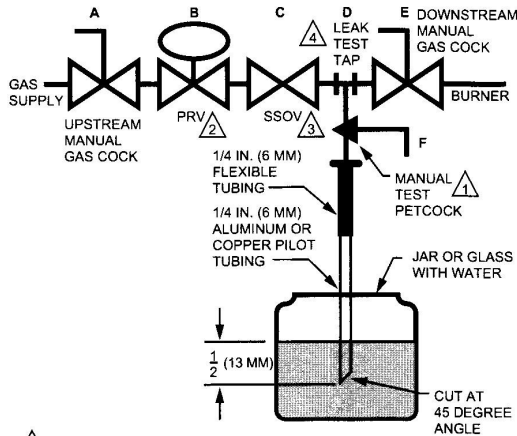 A
B
C
D
E
DOWNSTREAM
MANUAL
GAS COCK
4
LEAK
TEST
TAP
GAS
SUPPLY
BURNER
UPSTREAM
MANUAL
GAS COCK
PRV
2
SSOV
3
F
1/4 IN. (6 MM)
FLEXIBLE
TUBING
MANUAL
TEST
PETCOCK
1
1/4 IN. (6 MM)
ALUMINUM OR
COPPER PILOT
TUBING
JAR OR GLASS
WITH WATER
1/2 (13 MM)
CUT AT
45 DEGREE
ANGLE